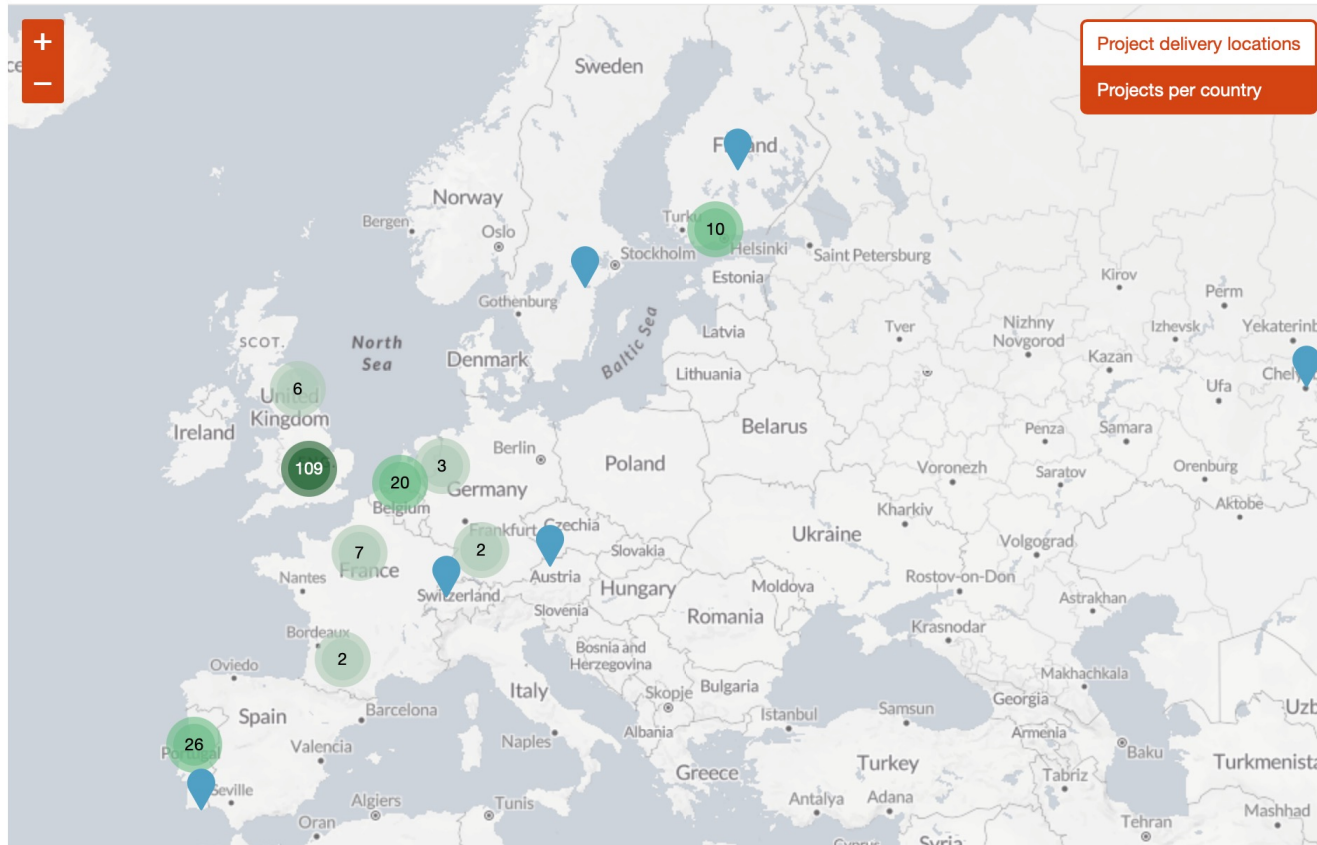 +
−
Project delivery locations
Projects per country
Sweden
Norway
Bergen
Oslo
Turku
10
Helsinki
Stockholm
Saint Petersburg
Estonia
Gothenburg
Kirov
Perm
SCOT.
North
Sea
Denmark
Baltic Sea
Latvia
Lithuania
Tver
Nizhny
Novgorod
Izhevsk
Kazan
Ufa
6
United
Kingdom
Ireland
109
Belarus
Penza
Samara
Berlin
Poland
3
20
Germany
Belgium
Voronezh
Saratov
Orenburg
Aktobe
Kharkiv
Frankfurt
Czechia
Ukraine
Volgograd
7
France
2
Slovakia
Nantes
Switzerland
Austria
Hungary
Moldova
Rostov-on-Don
Astrakhan
Slovenia
Romania
Krasnodar
Bordeaux
2
Bosnia and
Herzegovina
Oviedo
Makhachkala
Italy
Skopje
Bulgaria
Georgia
Spain
Barcelona
Istanbul
Samsun
Uzb
26
Portugal
Valencia
Naples
Albania
Armenia
Baku
Greece
Turkey
Turkmenista
Tabriz
Seville
Algiers
Tunis
Antalya
Adana
Mashhad
Oran
Tehran